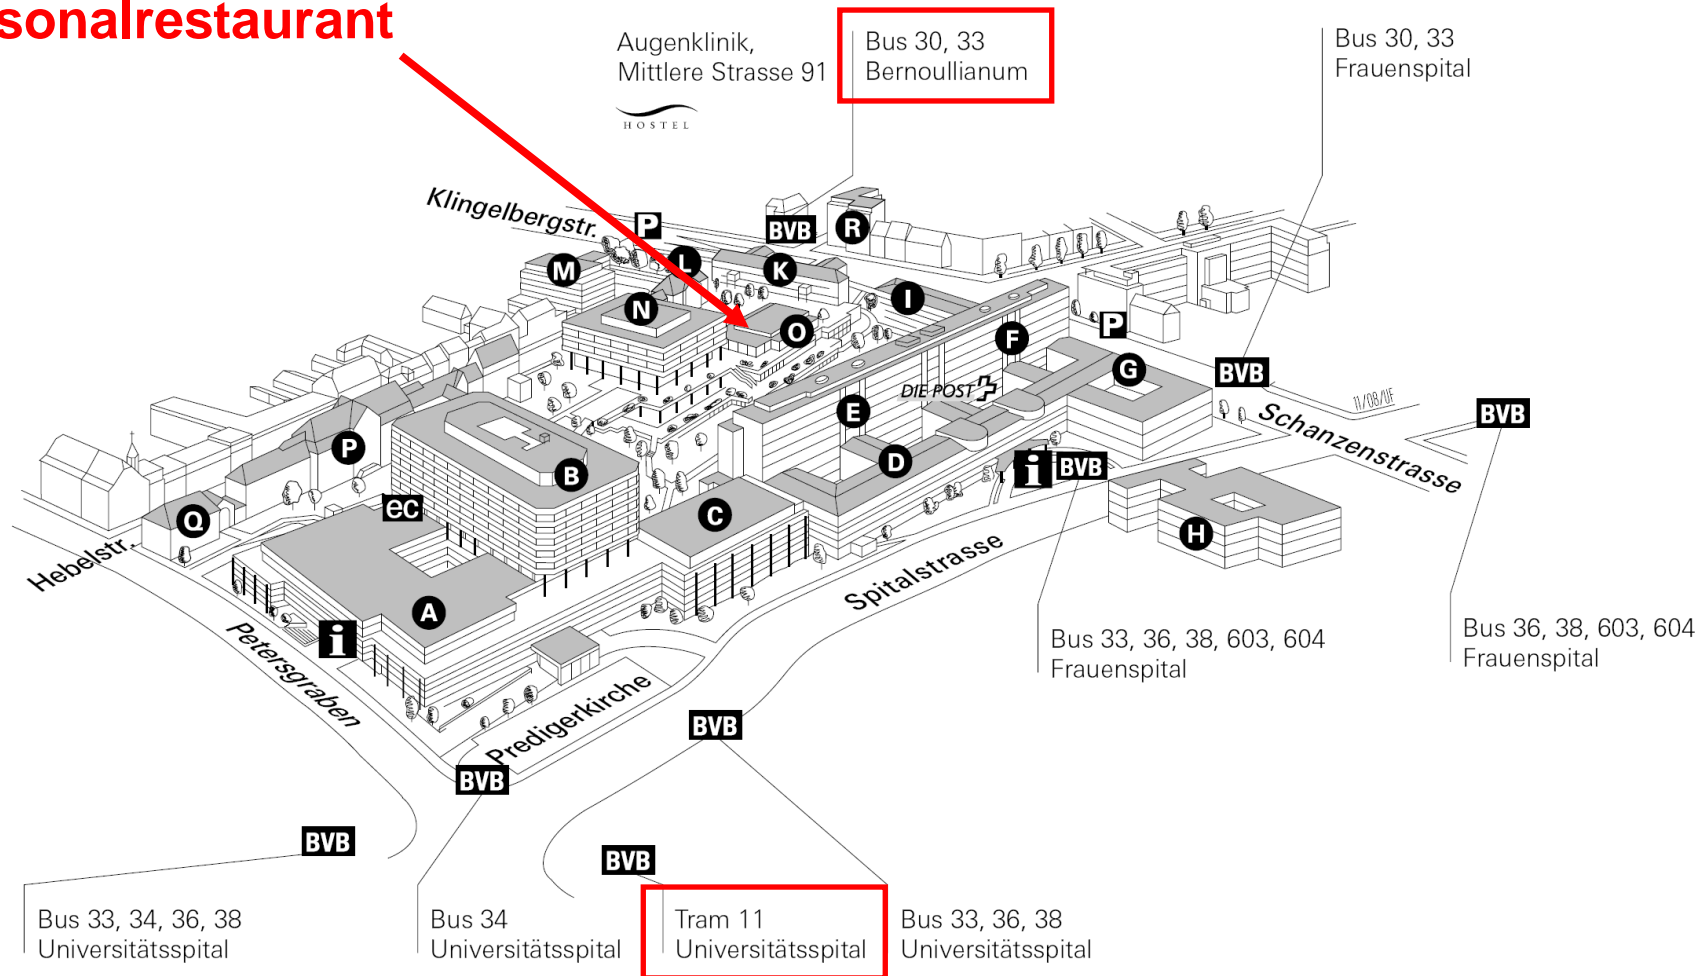 sonalrestaurant
Augenklinik,
Mittlere Strasse 91
HOSTEL
Bus 30, 33
Bernoullianum
Bus 30, 33
Frauenspital
Klingelbergstr.
P
BVB
R
M
L
K
N
O
I
F
P
G
BVB
DIE POST
11/08/UF
BVB
Schanzenstrasse
E
P
B
D
i
BVB
ec
Q
C
H
Hebelstr.
A
Spitalstrasse
i
Petersgraben
Predigerkirche
Bus 33, 36, 38, 603, 604
Frauenspital
Bus 36, 38, 603, 604
Frauenspital
BVB
BVB
BVB
BVB
Bus 33, 34, 36, 38
Universitätsspital
Bus 34
Universitätsspital
Tram 11
Universitätsspital
Bus 33, 36, 38
Universitätsspital